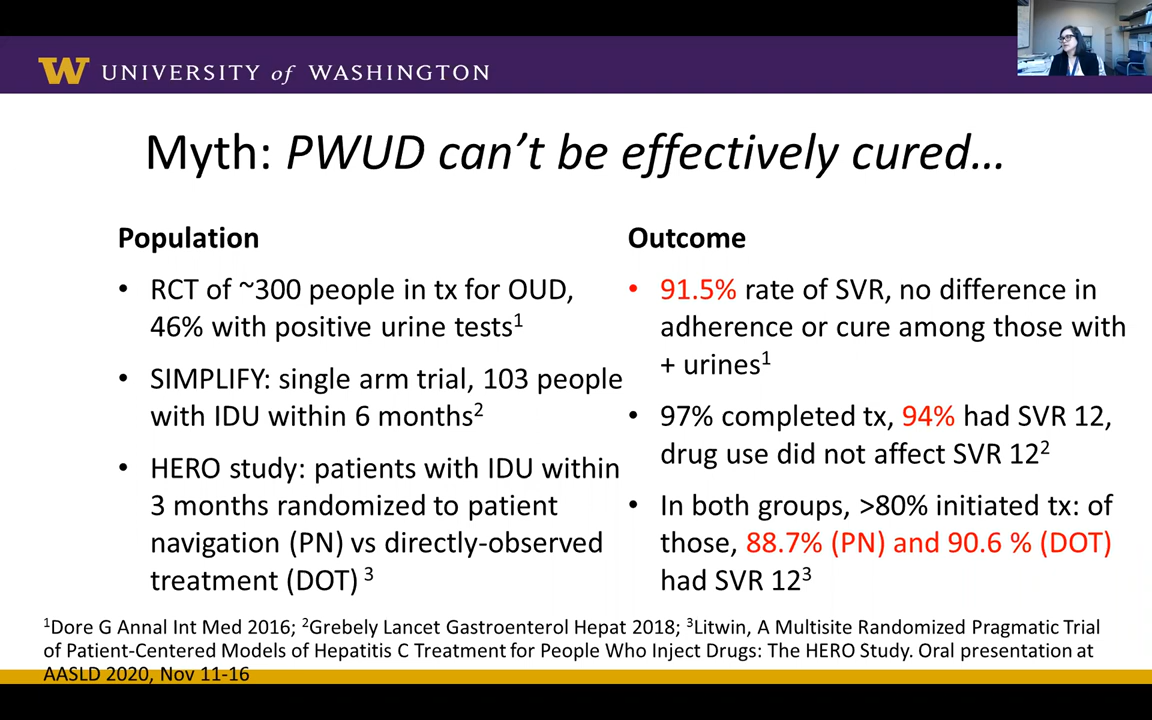 W UNIVERSITY of WASHINGTON
Myth: PWUD can't be effectively cured…
Population
• RCT of ~300 people in tx for OUD,
46% with positive urine tests1
• SIMPLIFY: single arm trial, 103 people
with IDU within 6 months2
• HERO study: patients with IDU within
3 months randomized to patient
navigation (PN) vs directly-observed
treatment (DOT) 3
Outcome
• 91.5% rate of SVR, no difference in
adherence or cure among those with
+ urines1
• 97% completed tx, 94% had SVR 12,
drug use did not affect SVR 122
• In both groups, >80% initiated tx: of
those, 88.7% (PN) and 90.6 % (DOT)
had SVR 123
1Dore G Annal Int Med 2016; 2Grebely Lancet Gastroenterol Hepat 2018; 3Litwin, A Multisite Randomized Pragmatic Trial
of Patient-Centered Models of Hepatitis C Treatment for People Who Inject Drugs: The HERO Study. Oral presentation at
AASLD 2020, Nov 11-16